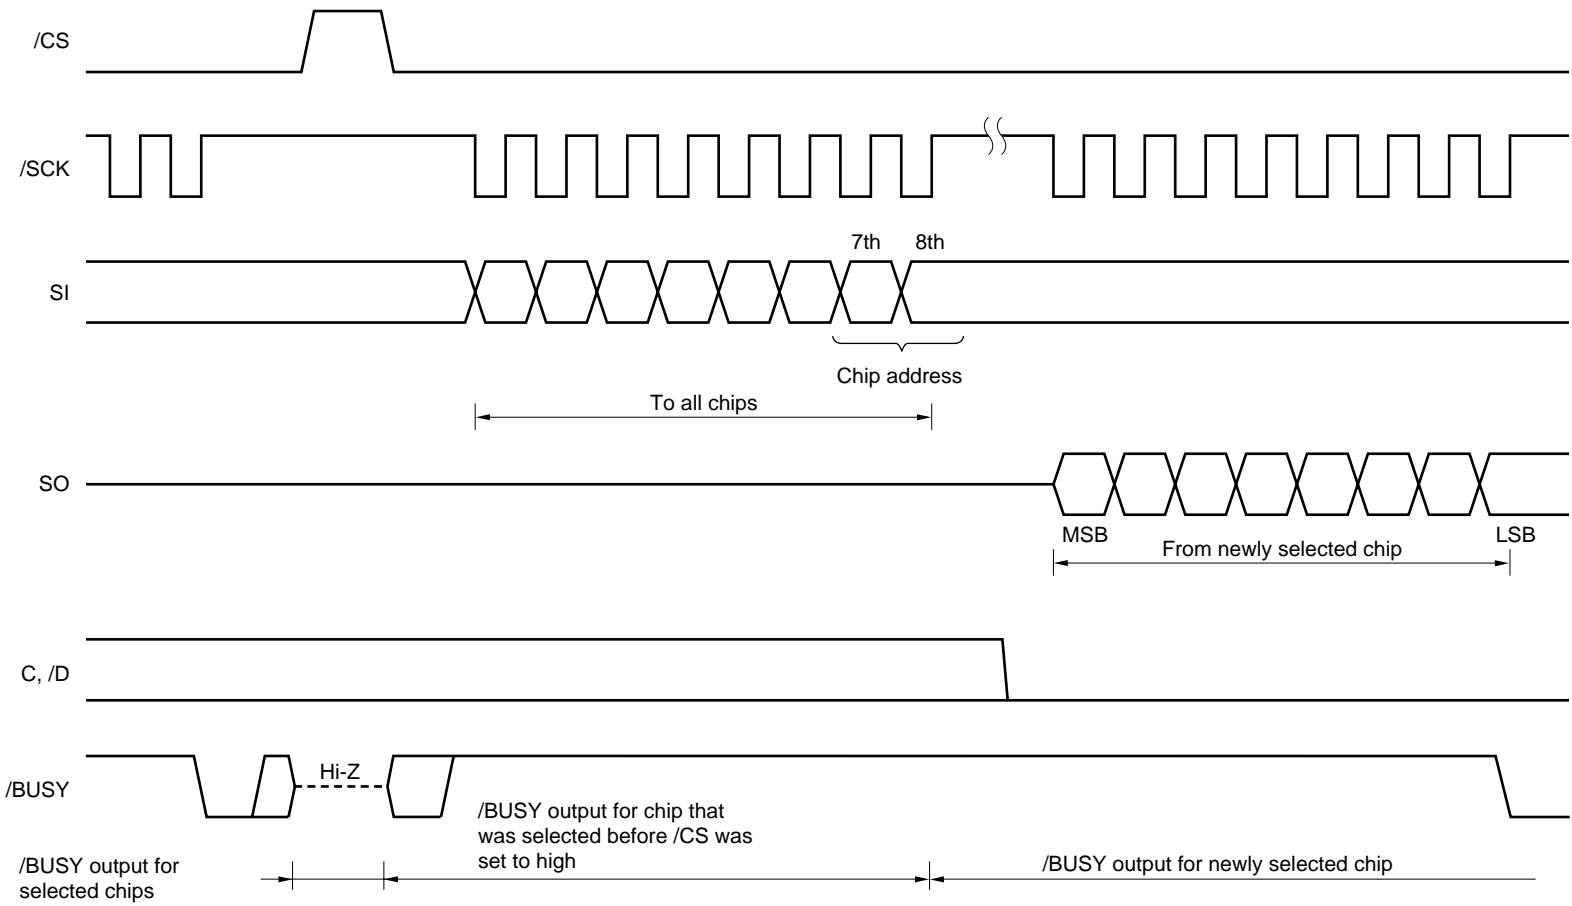 /CS
/SCK
7th 8th
SI
Chip address
To all chips
SO
MSB
LSB
From newly selected chip
C, /D
Hi-Z
/BUSY
/BUSY output for chip that
was selected before /CS was
set to high
/BUSY output for
selected chips
/BUSY output for newly selected chip